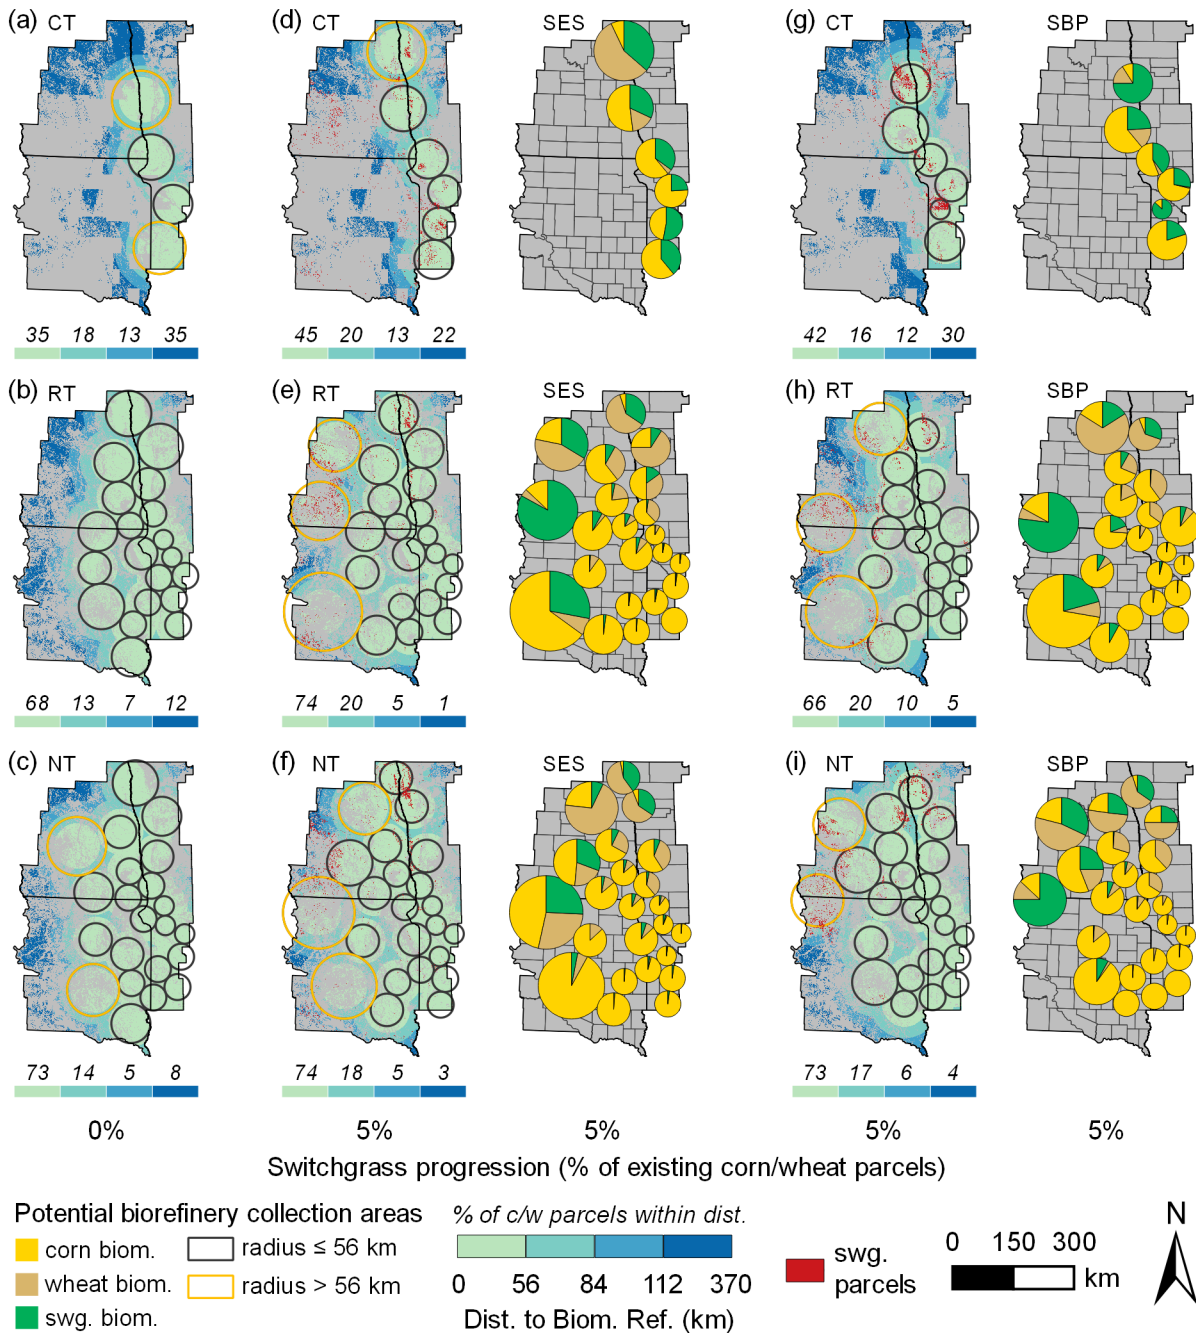 (a) CT
(d) CT
SES
(g) CT
SBP
35 18 13 35
45 20 13 22
42 16 12 30
(b) RT
(e) RT
SES
(h) RT
SBP
68 13 7 12
74 20 5 1
66 20 10 5
(c) NT
(f) NT
SES
(i) NT
SBP
73 14 5 8
74 18 5 3
73 17 6 4
0% 5% 5% 5% 5%
Switchgrass progression (% of existing corn/wheat parcels)
Potential biorefinery collection areas
corn biom.
wheat biom.
swg. biom.
radius ≤ 56 km
radius > 56 km
% of c/w parcels within dist.
0 56 84 112 370
Dist. to Biom. Ref. (km)
swg.
parcels
0 150 300
km
N